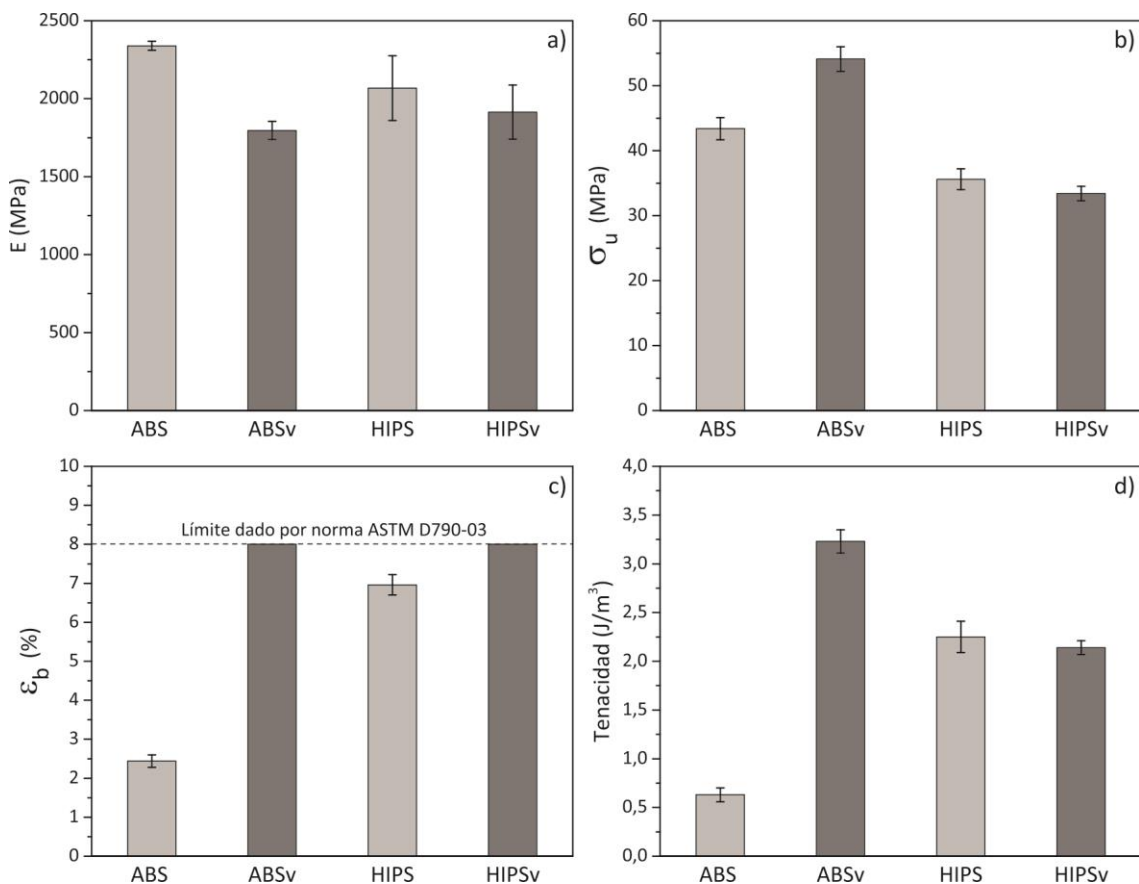 a)
E (MPa)
2500
2000
1500
1000
500
0
ABS ABSv HIPS HIPSv
b)
σu (MPa)
60
50
40
30
20
10
0
ABS ABSv HIPS HIPSv
c)
Límite dado por norma ASTM D790-03
εb (%)
10
9
8
7
6
5
4
3
2
1
0
ABS ABSv HIPS HIPSv
d)
Tenacidad (J/m³)
4,0
3,5
3,0
2,5
2,0
1,5
1,0
0,5
0,0
ABS ABSv HIPS HIPSv